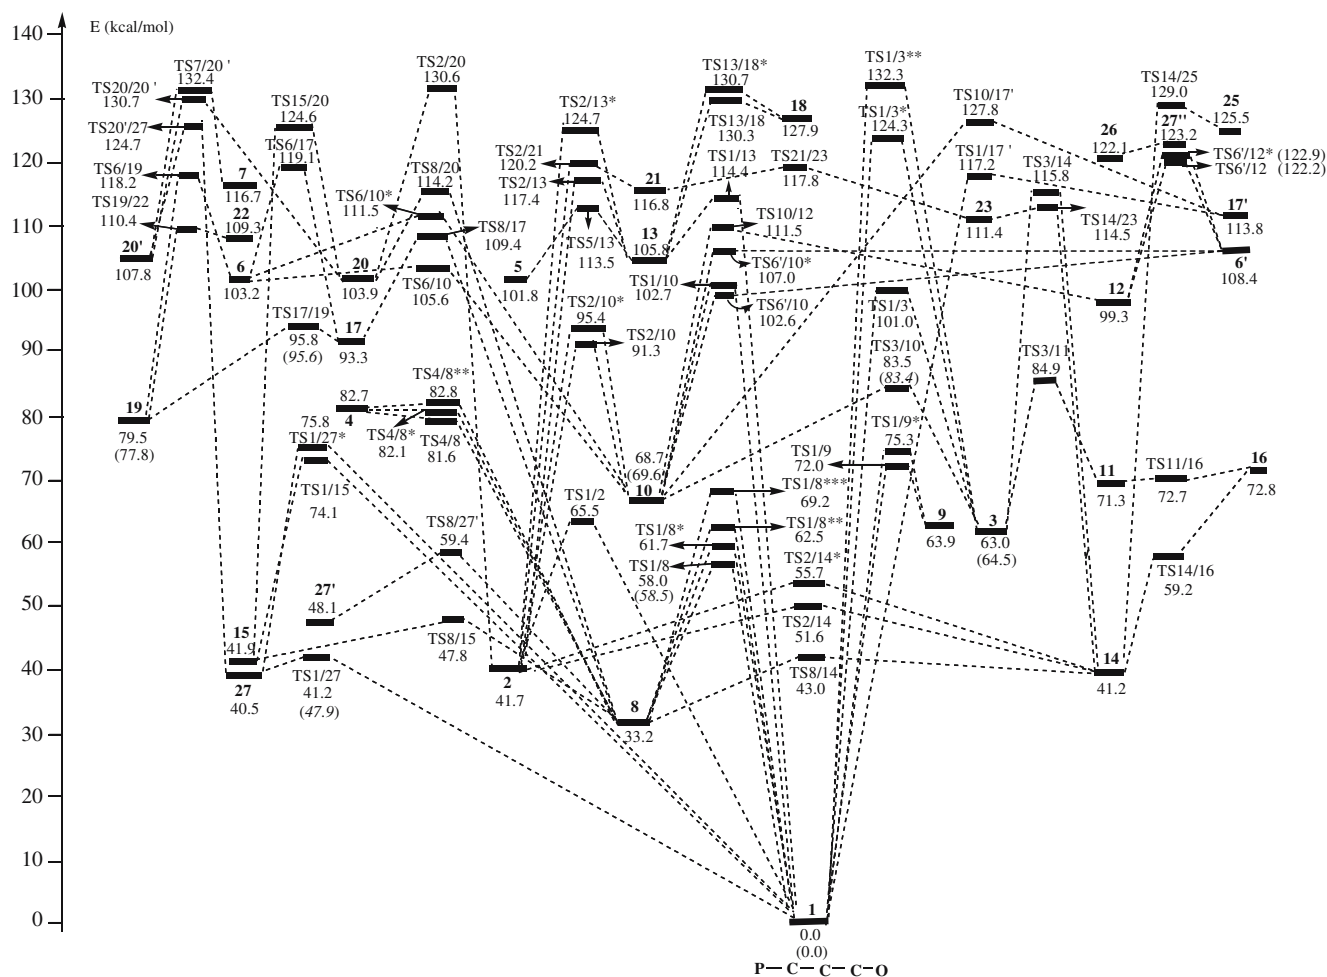 E (kcal/mol)
140
130
120
110
100
90
80
70
60
50
40
30
20
10
0
TS7/20 '
132.4
TS20/20 '
130.7
TS20'/27
124.7
TS6/19
118.2
TS19/22
110.4
20'
107.8
7
116.7
22
109.3
6
103.2
TS15/20
124.6
TS6/17
119.1
20
103.9
TS17/19
95.8
(95.6)
17
93.3
19
79.5
(77.8)
TS2/20
130.6
TS8/20
114.2
TS6/10*
111.5
TS8/17
109.4
TS6/10
105.6
TS4/8**
82.8
82.7
4
TS4/8*
82.1
TS4/8
81.6
75.8
TS1/27*
TS1/15
74.1
TS8/27'
59.4
27'
48.1
15
41.9
TS8/15
47.8
27
40.5
TS1/27
41.2
(47.9)
TS2/13*
124.7
TS2/21
120.2
TS2/13
117.4
TS5/13
113.5
5
101.8
21
116.8
13
105.8
TS2/10*
95.4
TS2/10
91.3
TS1/2
65.5
2
41.7
8
33.2
68.7
(69.6)
10
TS13/18*
130.7
TS13/18
130.3
18
127.9
TS1/13
114.4
TS21/23
117.8
TS10/12
111.5
TS6'/10*
107.0
TS1/10
102.7
TS6'/10
102.6
TS1/8***
69.2
TS1/8**
62.5
TS1/8*
61.7
TS1/8
58.0
(58.5)
TS2/14*
55.7
TS2/14
51.6
TS8/14
43.0
TS1/3**
132.3
TS1/3*
124.3
TS1/3
101.0
TS3/10
83.5
(83.4)
TS1/9*
75.3
TS1/9
72.0
9
63.9
3
63.0
(64.5)
TS10/17'
127.8
TS1/17 '
117.2
TS3/14
115.8
23
111.4
TS14/23
114.5
TS3/11
84.9
11
71.3
TS11/16
72.7
16
72.8
TS14/16
59.2
14
41.2
TS14/25
129.0
25
125.5
26
122.1
27''
123.2
TS6'/12* (122.9)
TS6'/12 (122.2)
17'
113.8
6'
108.4
12
99.3
1
0.0
(0.0)
P—C—C—C—O